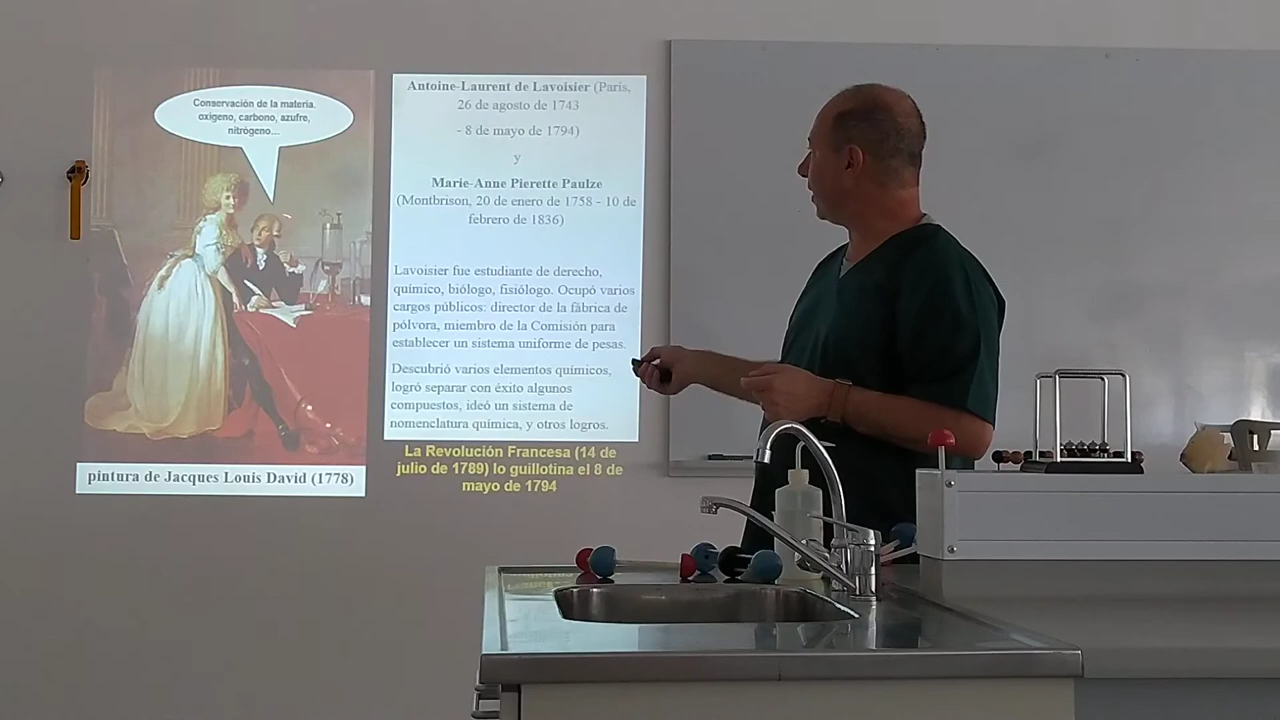 Conservación de la materia.
oxígeno, carbono, azufre,
nitrógeno...
pintura de Jacques Louis David (1778)
Antoine-Laurent de Lavoisier (París,
26 de agosto de 1743
- 8 de mayo de 1794)
y
Marie-Anne Pierette Paulze
(Montbrison, 20 de enero de 1758 - 10 de
febrero de 1836)
Lavoisier fue estudiante de derecho,
químico, biólogo, fisiólogo. Ocupó varios
cargos públicos: director de la fábrica de
pólvora, miembro de la Comisión para
establecer un sistema uniforme de pesas.
Descubrió varios elementos químicos,
logró separar con éxito algunos
compuestos, ideó un sistema de
nomenclatura química, y otros logros.
La Revolución Francesa (14 de
julio de 1789) lo guillotina el 8 de
mayo de 1794